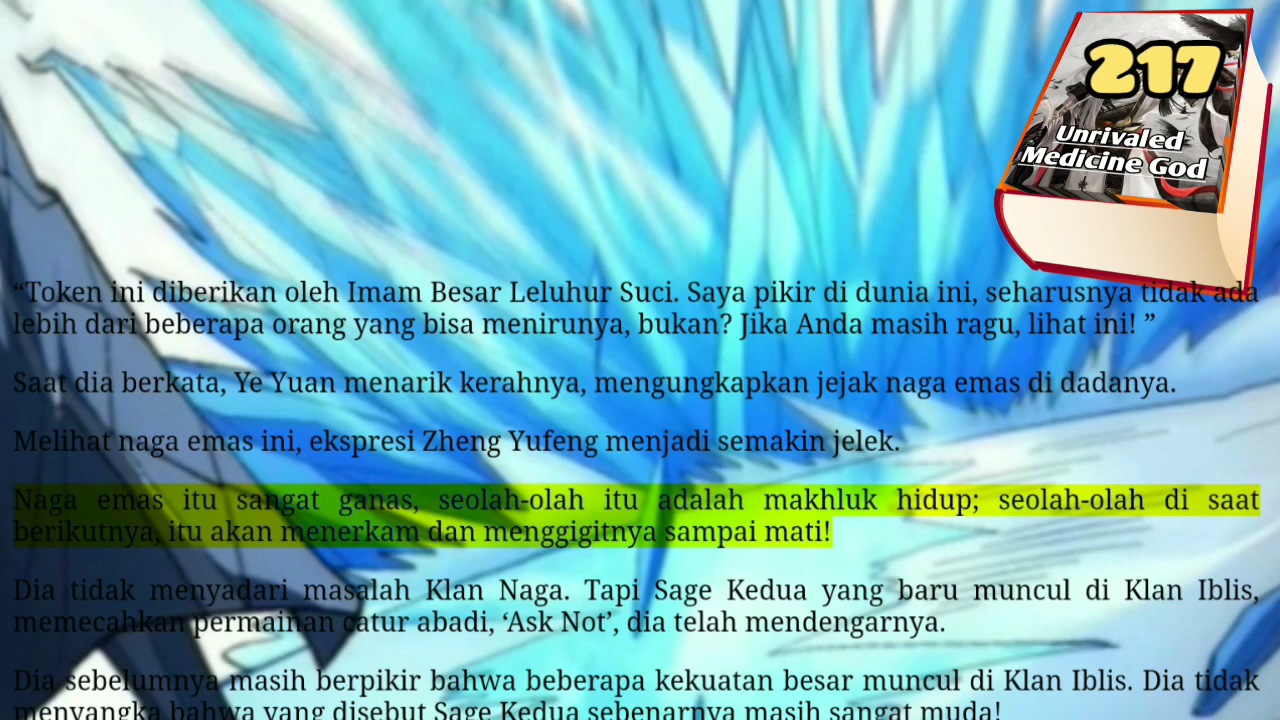 217
Unrivaled
Medicine God
“Token ini diberikan oleh Imam Besar Leluhur Suci. Saya pikir di dunia ini, seharusnya tidak ada
lebih dari beberapa orang yang bisa menirunya, bukan? Jika Anda masih ragu, lihat ini! ”
Saat dia berkata, Ye Yuan menarik kerahnya, mengungkapkan jejak naga emas di dadanya.
Melihat naga emas ini, ekspresi Zheng Yufeng menjadi semakin jelek.
Naga emas itu sangat ganas, seolah-olah itu adalah makhluk hidup; seolah-olah di saat
berikutnya, itu akan menerkam dan menggigitnya sampai mati!
Dia tidak menyadari masalah Klan Naga. Tapi Sage Kedua yang baru muncul di Klan Iblis,
memecahkan permainan catur abadi, ‘Ask Not’, dia telah mendengarnya.
Dia sebelumnya masih berpikir bahwa beberapa kekuatan besar muncul di Klan Iblis. Dia tidak
menyangka bahwa yang disebut Sage Kedua sebenarnya masih sangat muda!